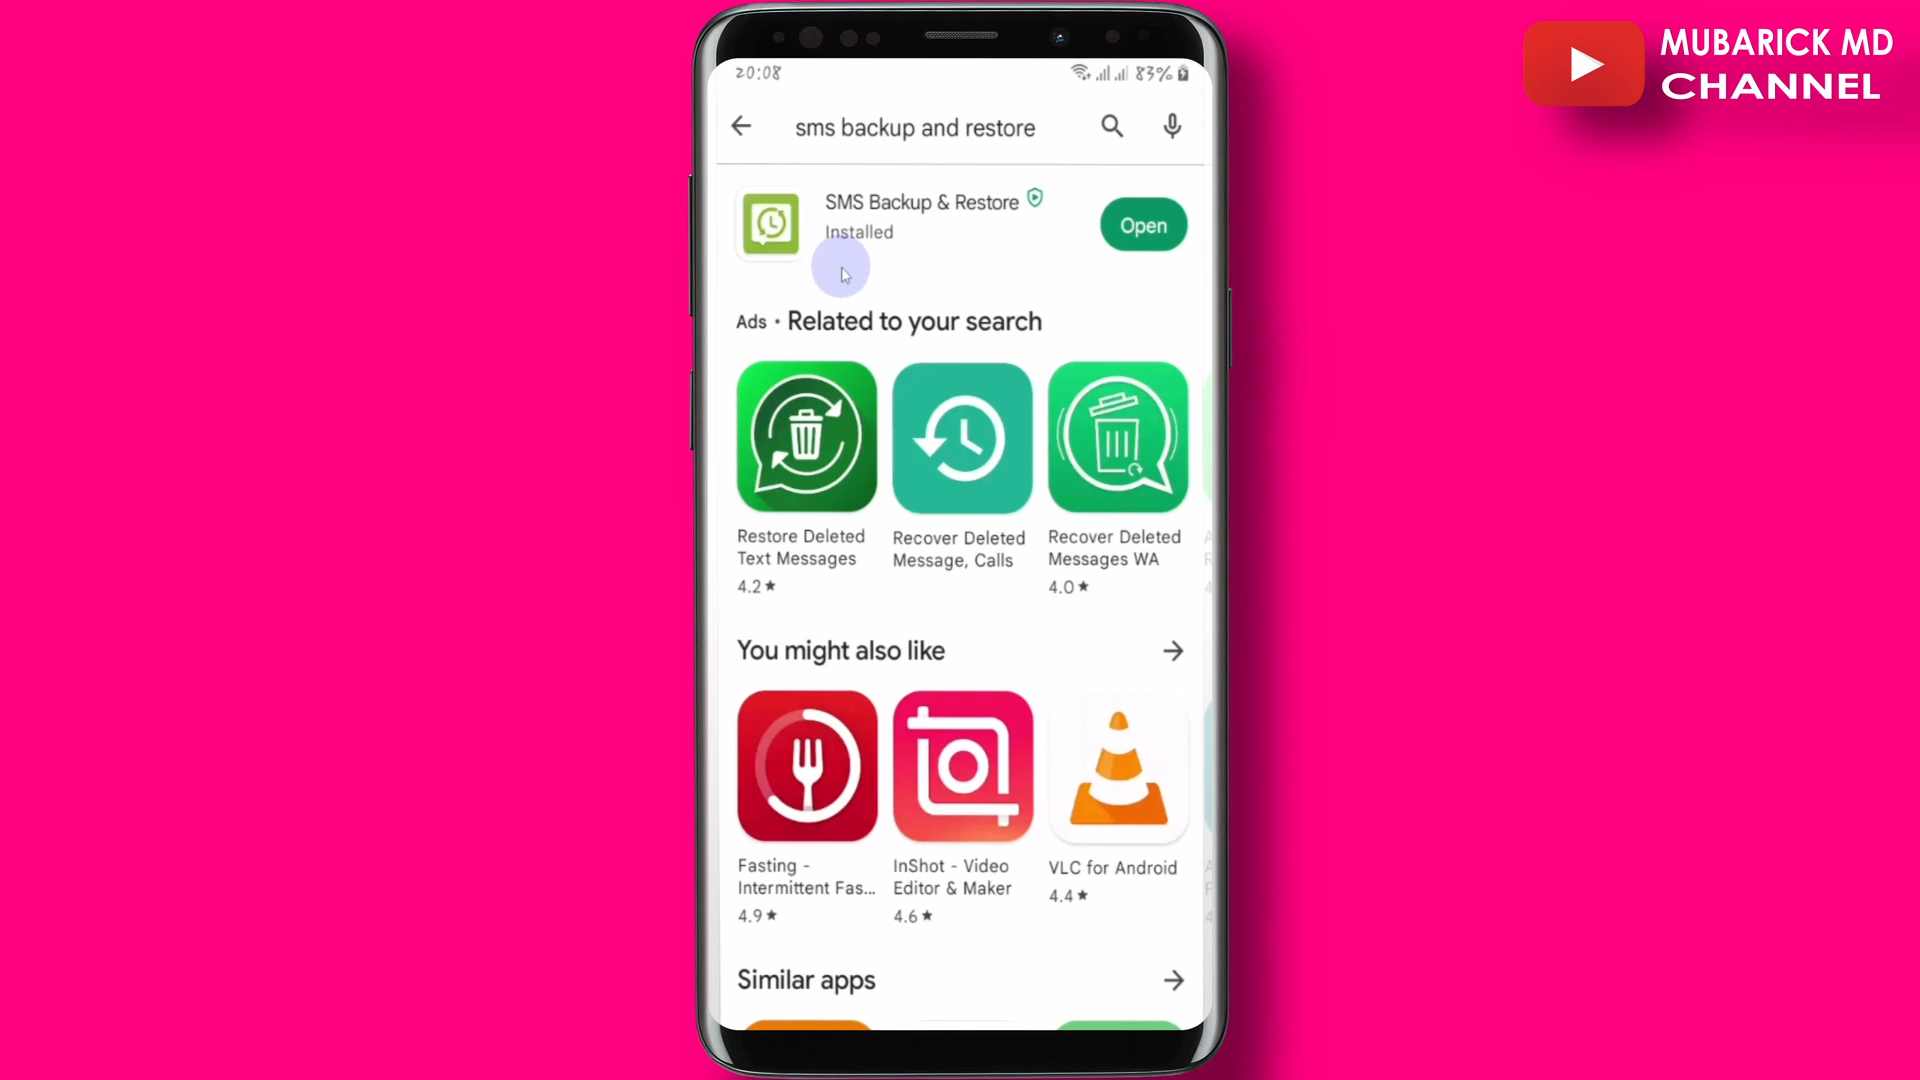 MUBARICK MD
CHANNEL
20:08
83%
sms backup and restore
SMS Backup & Restore
Installed
Open
Ads • Related to your search
Restore Deleted
Text Messages
4.2★
Recover Deleted
Message, Calls
Recover Deleted
Messages WA
4.0★
You might also like
Fasting -
Intermittent Fas...
4.9★
InShot - Video
Editor & Maker
4.6★
VLC for Android
4.4★
Similar apps